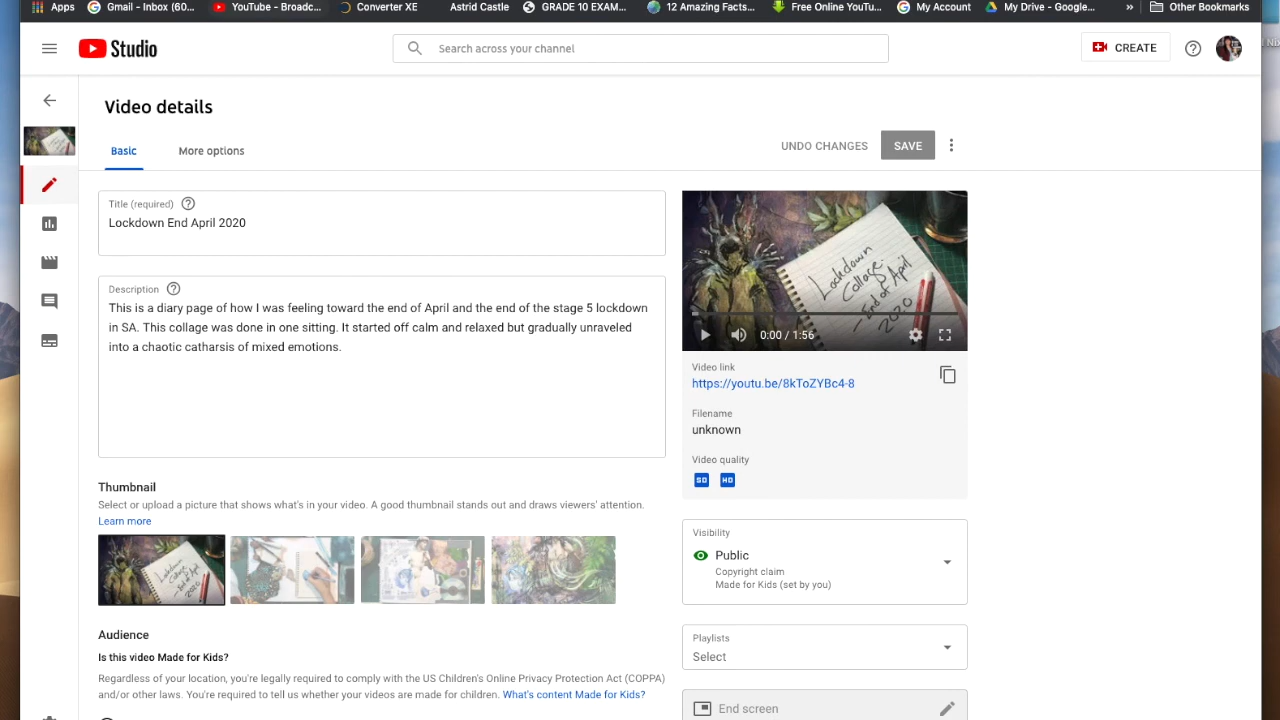 Apps Gmail - Inbox (60... YouTube - Broadc... Converter XE Astrid Castle GRADE 10 EXAM... 12 Amazing Facts... Free Online YouTu... My Account My Drive - Google... » Other Bookmarks
Studio
Search across your channel
CREATE
Video details
Basic
More options
UNDO CHANGES
SAVE
Title (required)
Lockdown End April 2020
Description
This is a diary page of how I was feeling toward the end of April and the end of the stage 5 lockdown
in SA. This collage was done in one sitting. It started off calm and relaxed but gradually unraveled
into a chaotic catharsis of mixed emotions.
Thumbnail
Select or upload a picture that shows what's in your video. A good thumbnail stands out and draws viewers' attention.
Learn more
Lockdown
Collage.
– End of April
2020
Audience
Is this video Made for Kids?
Regardless of your location, you're legally required to comply with the US Children's Online Privacy Protection Act (COPPA)
and/or other laws. You're required to tell us whether your videos are made for children. What's content Made for Kids?
Lockdown
Collage.
– End of April
2020
0:00 / 1:56
Video link
https://youtu.be/8kToZYBc4-8
Filename
unknown
Video quality
SD HD
Visibility
Public
Copyright claim
Made for Kids (set by you)
Playlists
Select
End screen